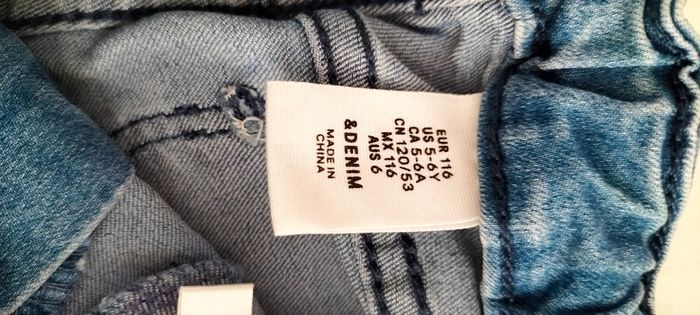 EUR 116
US 5-6Y
CA 5-6A
CN 120/53
MX 116
AUS 6
&DENIM
MADE IN
CHINA